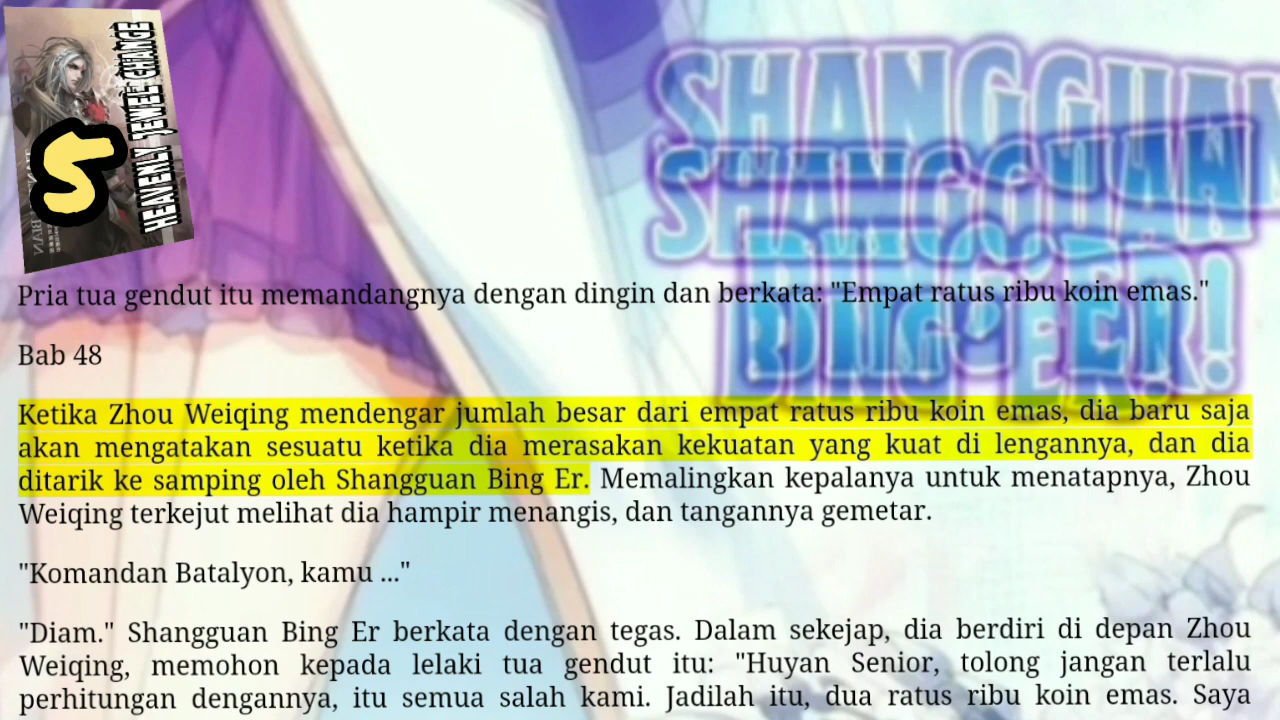 HEAVENLY JEWEL CHANGE
5
SHANGGUAN
SHANGGUAN
BING'ER!
BING'ER!
Pria tua gendut itu memandangnya dengan dingin dan berkata: "Empat ratus ribu koin emas."
Bab 48
Ketika Zhou Weiqing mendengar jumlah besar dari empat ratus ribu koin emas, dia baru saja
akan mengatakan sesuatu ketika dia merasakan kekuatan yang kuat di lengannya, dan dia
ditarik ke samping oleh Shangguan Bing Er. Memalingkan kepalanya untuk menatapnya, Zhou
Weiqing terkejut melihat dia hampir menangis, dan tangannya gemetar.
"Komandan Batalyon, kamu ..."
"Diam." Shangguan Bing Er berkata dengan tegas. Dalam sekejap, dia berdiri di depan Zhou
Weiqing, memohon kepada lelaki tua gendut itu: "Huyan Senior, tolong jangan terlalu
perhitungan dengannya, itu semua salah kami. Jadilah itu, dua ratus ribu koin emas. Saya